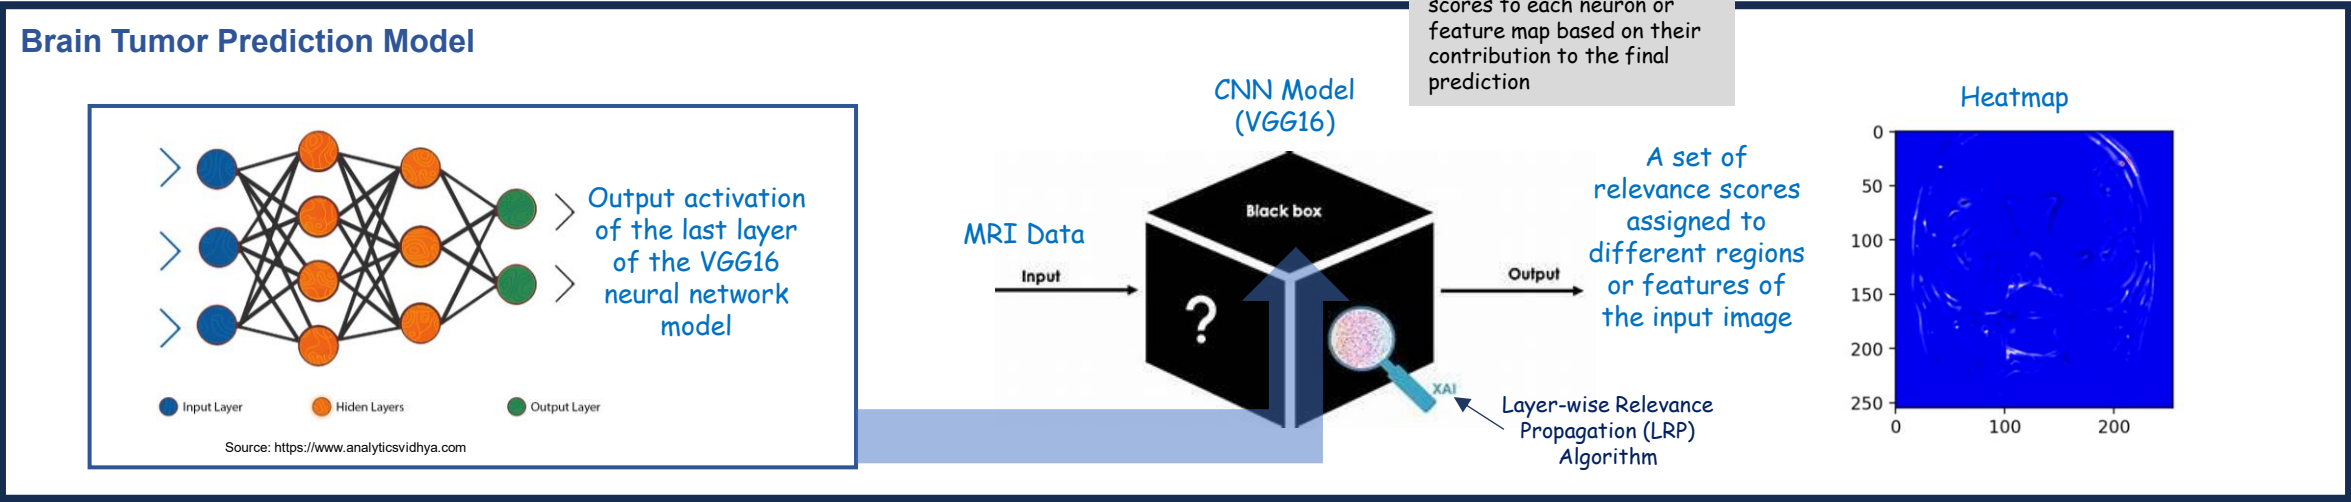 scores to each neuron or
feature map based on their
contribution to the final
prediction
Brain Tumor Prediction Model
Output activation
of the last layer
of the VGG16
neural network
model
Input Layer
Hiden Layers
Output Layer
Source: https://www.analyticsvidhya.com
CNN Model
(VGG16)
MRI Data
Input
Black box
?
XAI
Output
Layer-wise Relevance
Propagation (LRP)
Algorithm
A set of
relevance scores
assigned to
different regions
or features of
the input image
Heatmap
0
50
100
150
200
250
0
100
200